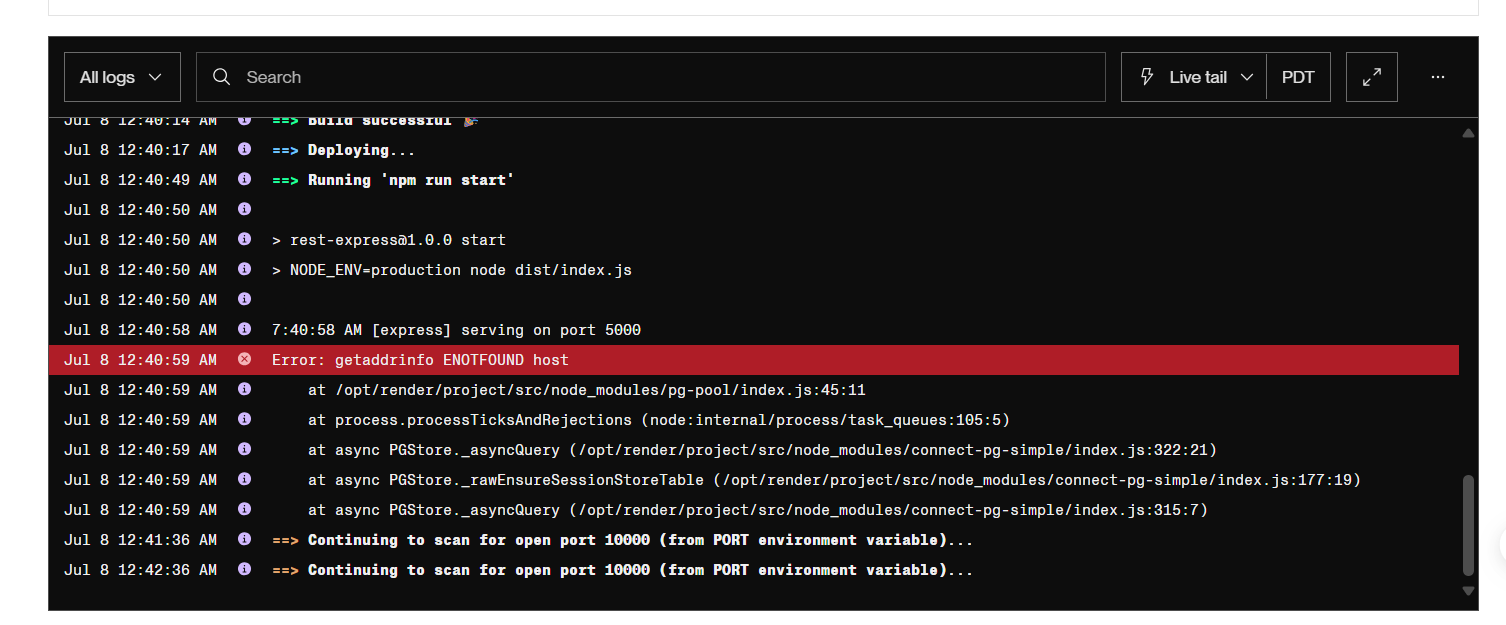 All logs
Search
Live tail
PDT
Jul 8 12:40:14 AM ==> Build successful 🎉
Jul 8 12:40:17 AM ==> Deploying...
Jul 8 12:40:49 AM ==> Running 'npm run start'
Jul 8 12:40:50 AM
Jul 8 12:40:50 AM > rest-express@1.0.0 start
Jul 8 12:40:50 AM > NODE_ENV=production node dist/index.js
Jul 8 12:40:50 AM
Jul 8 12:40:58 AM 7:40:58 AM [express] serving on port 5000
Jul 8 12:40:59 AM Error: getaddrinfo ENOTFOUND host
Jul 8 12:40:59 AM at /opt/render/project/src/node_modules/pg-pool/index.js:45:11
Jul 8 12:40:59 AM at process.processTicksAndRejections (node:internal/process/task_queues:105:5)
Jul 8 12:40:59 AM at async PGStore._asyncQuery (/opt/render/project/src/node_modules/connect-pg-simple/index.js:322:21)
Jul 8 12:40:59 AM at async PGStore._rawEnsureSessionStoreTable (/opt/render/project/src/node_modules/connect-pg-simple/index.js:177:19)
Jul 8 12:40:59 AM at async PGStore._asyncQuery (/opt/render/project/src/node_modules/connect-pg-simple/index.js:315:7)
Jul 8 12:41:36 AM ==> Continuing to scan for open port 10000 (from PORT environment variable)...
Jul 8 12:42:36 AM ==> Continuing to scan for open port 10000 (from PORT environment variable)...